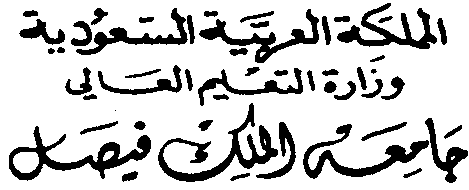 المملكة العربية السعودية
وزارة التعليم العالي
جامعة الملك فيصل